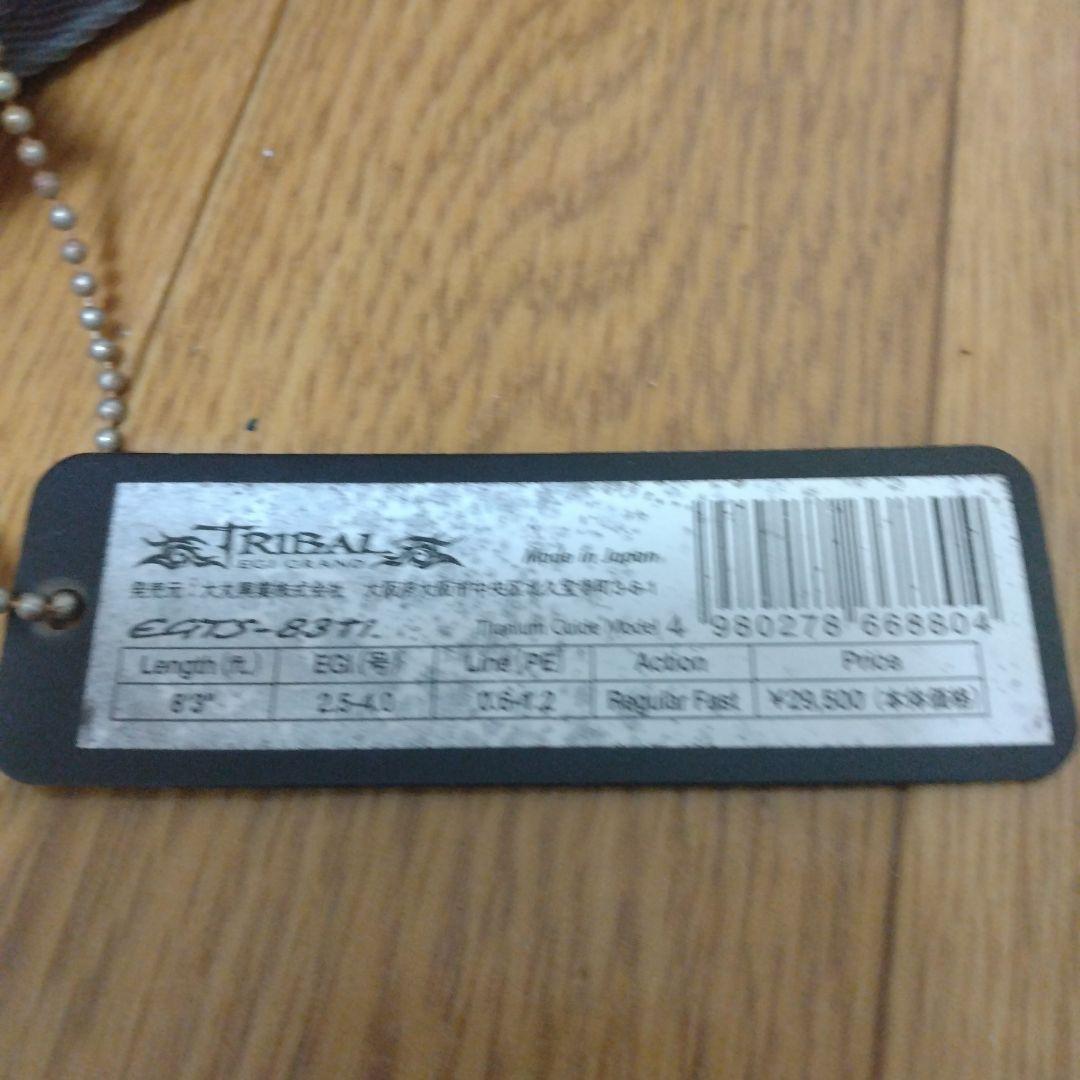 TRIBAL
EGI GRAND
Made in Japan
発売元：大丸興業株式会社 大阪府大阪市中央区北久宝寺町3-6-1
EGTS-83TI
Titanium Guide Model
4 980278 668804
Length (ft.) EGI (号) Line (PE) Action Price
8'3" 2.5-4.0 0.6-1.2 Regular Fast ¥29,500（本体価格）